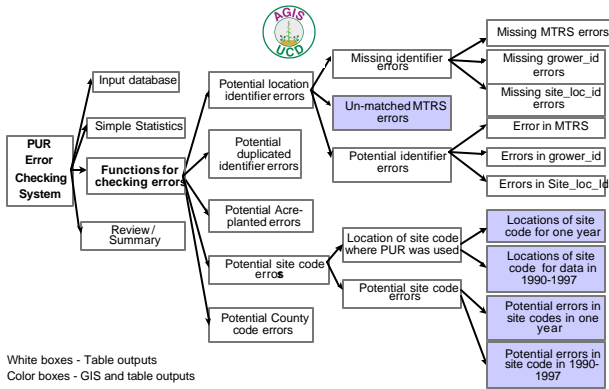 AGIS
UCD
PUR
Error
Checking
System
Input database
Simple Statistics
Functions for
checking errors
Review /
Summary
Potential location
identifier errors
Potential
duplicated
identifier errors
Potential Acre-
planted errors
Potential site code
errors
Potential County
code errors
Missing identifier
errors
Un-matched MTRS
errors
Potential identifier
errors
Location of site code
where PUR was used
Potential site code
errors
Missing MTRS errors
Missing grower_id
errors
Missing site_loc_id
errors
Error in MTRS
Errors in grower_id
Errors in Site_loc_Id
Locations of site
code for one year
Locations of site
code for data in
1990-1997
Potential errors in
site codes in one
year
Potential errors in
site code in 1990-
1997
White boxes - Table outputs
Color boxes - GIS and table outputs